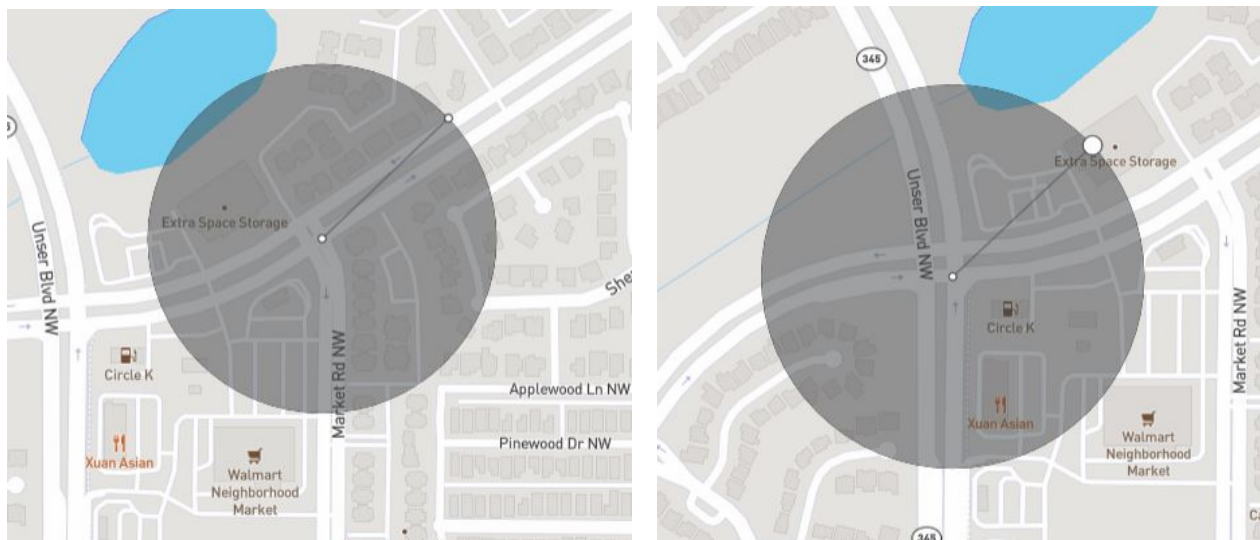 Extra Space Storage
Unser Blvd NW
Circle K
Xuan Asian
Walmart
Neighborhood
Market
Market Rd NW
Applewood Ln NW
Pinewood Dr NW
345
Unser Blvd NW
Extra Space Storage
Circle K
Xuan Asian
Walmart
Neighborhood
Market
Market Rd NW
345